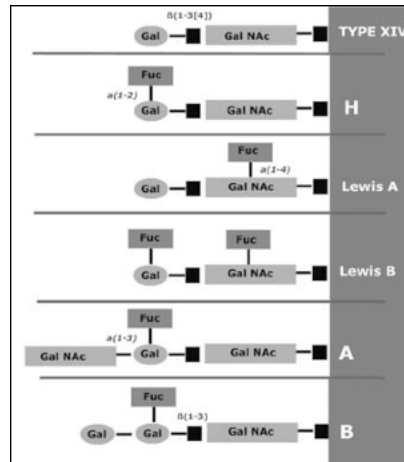 ß(1-3[4])
Gal Gal NAc TYPE XIV
Fuc
a(1-2)
Gal Gal NAc H
Fuc
a(1-4)
Gal Gal NAc Lewis A
Fuc Fuc
Gal Gal NAc Lewis B
Fuc
a(1-3)
Gal NAc Gal Gal NAc A
Fuc
ß(1-3)
Gal Gal Gal NAc B